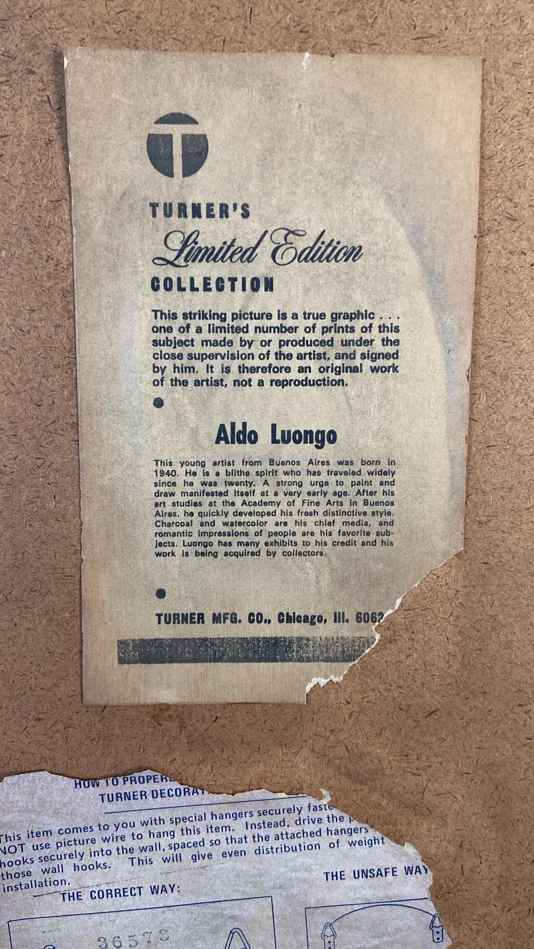 T
TURNER'S
Limited Edition
COLLECTION
This striking picture is a true graphic . . .
one of a limited number of prints of this
subject made by or produced under the
close supervision of the artist, and signed
by him. It is therefore an original work
of the artist, not a reproduction.
Aldo Luongo
This young artist from Buenos Aires was born in
1940. He is a blithe spirit who has traveled widely
since he was twenty. A strong urge to paint and
draw manifested itself at a very early age. After his
art studies at the Academy of Fine Arts in Buenos
Aires, he quickly developed his fresh distinctive style.
Charcoal and watercolor are his chief media, and
romantic impressions of people are his favorite sub-
jects. Luongo has many exhibits to his credit and his
work is being acquired by collectors.
TURNER MFG. CO., Chicago, Ill. 6062
HOW TO PROPER
TURNER DECORAT
This item comes to you with special hangers securely faste
NOT use picture wire to hang this item. Instead, drive the p
hooks securely into the wall, spaced so that the attached hangers
those wall hooks. This will give even distribution of weight
installation.
THE CORRECT WAY:
THE UNSAFE WAY
36573